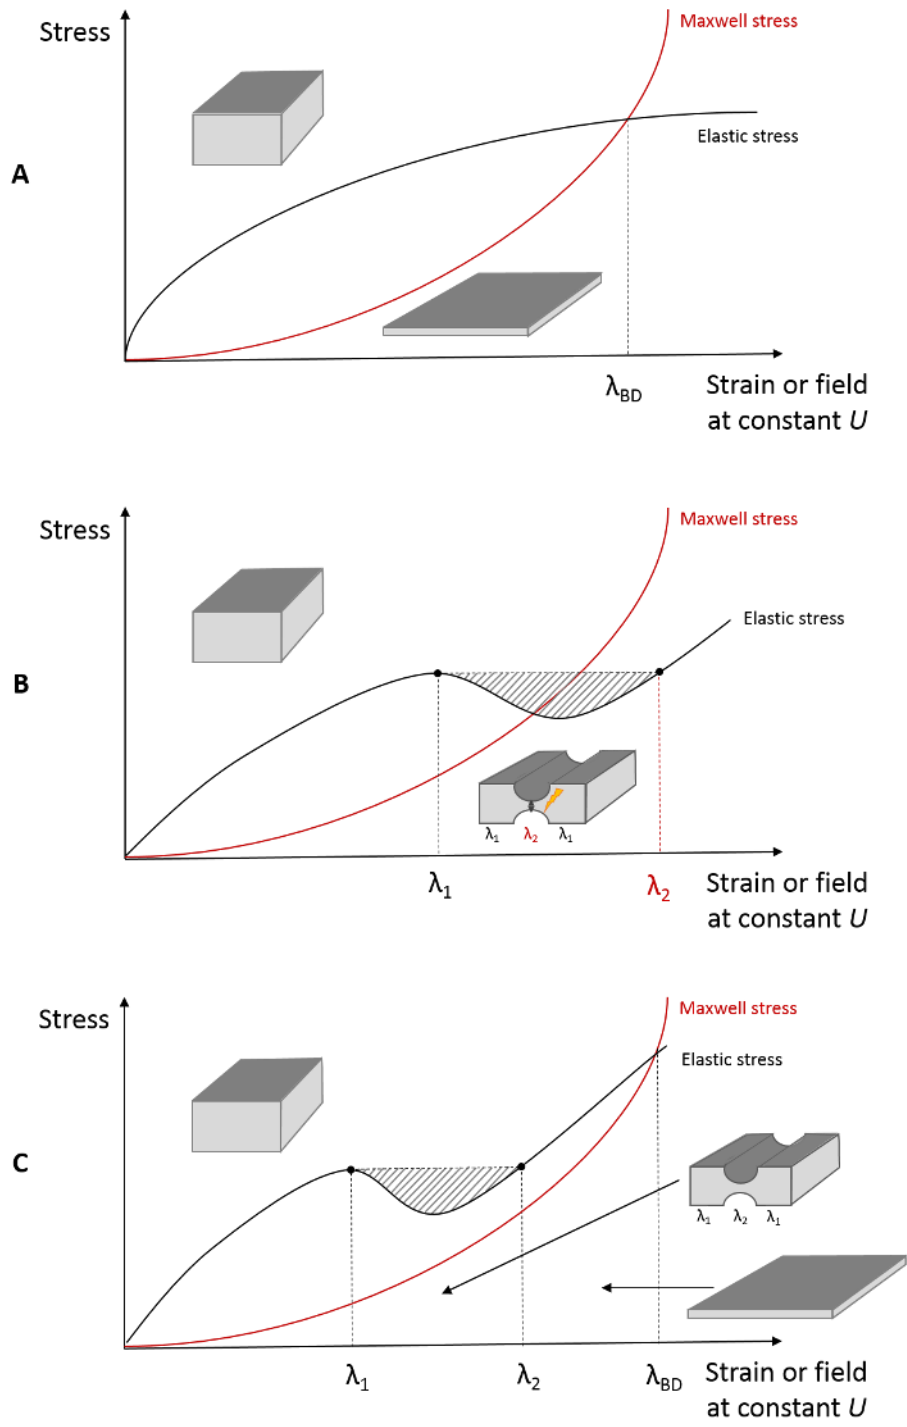 Stress
Maxwell stress
Elastic stress
A
λBD
Strain or field
at constant U
Stress
Maxwell stress
Elastic stress
B
λ1 λ2 λ1
λ1
λ2
Strain or field
at constant U
Stress
Maxwell stress
Elastic stress
C
λ1 λ2 λ1
λ1
λ2
λBD
Strain or field
at constant U